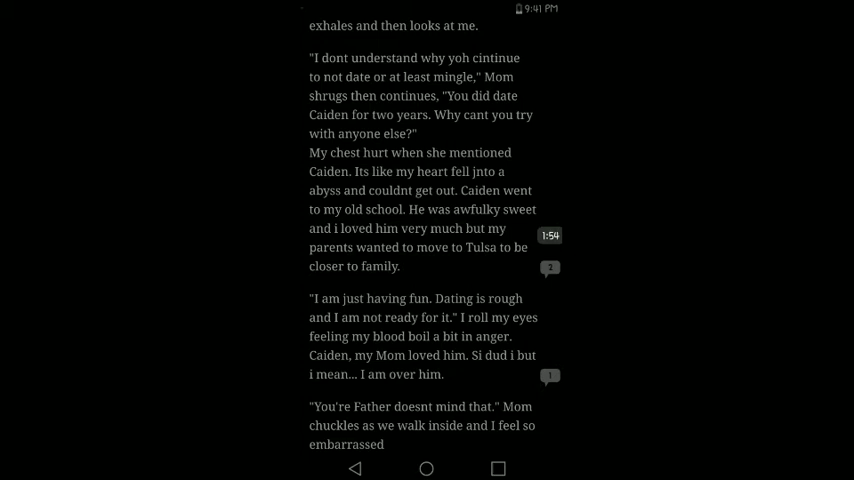 9:41 PM
exhales and then looks at me.
"I dont understand why yoh cintinue
to not date or at least mingle," Mom
shrugs then continues, "You did date
Caiden for two years. Why cant you try
with anyone else?"
My chest hurt when she mentioned
Caiden. Its like my heart fell jnto a
abyss and couldnt get out. Caiden went
to my old school. He was awfulky sweet
and i loved him very much but my
1:54
parents wanted to move to Tulsa to be
closer to family.
2
"I am just having fun. Dating is rough
and I am not ready for it." I roll my eyes
feeling my blood boil a bit in anger.
Caiden, my Mom loved him. Si dud i but
i mean... I am over him.
1
"You're Father doesnt mind that." Mom
chuckles as we walk inside and I feel so
embarrassed